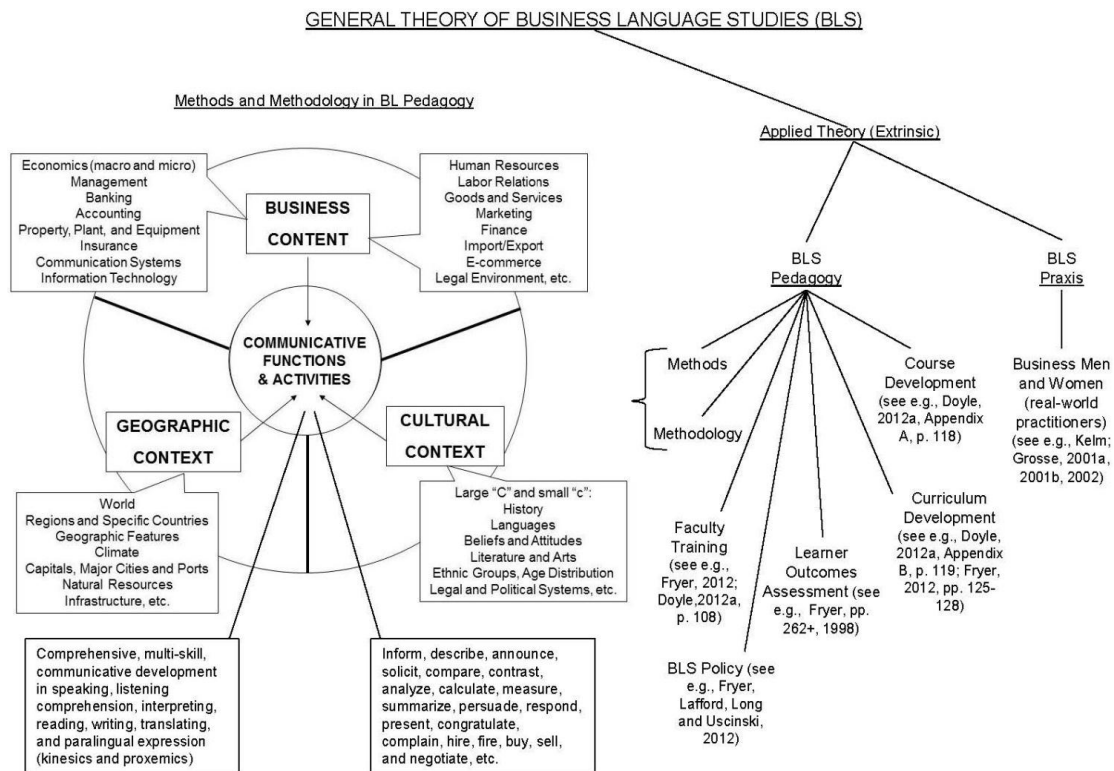 GENERAL THEORY OF BUSINESS LANGUAGE STUDIES (BLS)
Methods and Methodology in BL Pedagogy
Economics (macro and micro)
Management
Banking
Accounting
Property, Plant, and Equipment
Insurance
Communication Systems
Information Technology
BUSINESS
CONTENT
Human Resources
Labor Relations
Goods and Services
Marketing
Finance
Import/Export
E-commerce
Legal Environment, etc.
COMMUNICATIVE
FUNCTIONS
& ACTIVITIES
GEOGRAPHIC
CONTEXT
CULTURAL
CONTEXT
World
Regions and Specific Countries
Geographic Features
Climate
Capitals, Major Cities and Ports
Natural Resources
Infrastructure, etc.
Large “C” and small “c”:
History
Languages
Beliefs and Attitudes
Literature and Arts
Ethnic Groups, Age Distribution
Legal and Political Systems, etc.
Comprehensive, multi-skill,
communicative development
in speaking, listening
comprehension, interpreting,
reading, writing, translating,
and paralingual expression
(kinesics and proxemics)
Inform, describe, announce,
solicit, compare, contrast,
analyze, calculate, measure,
summarize, persuade, respond,
present, congratulate,
complain, hire, fire, buy, sell,
and negotiate, etc.
Applied Theory (Extrinsic)
BLS
Pedagogy
BLS
Praxis
Methods
Methodology
Course
Development
(see e.g., Doyle,
2012a, Appendix
A, p. 118)
Business Men
and Women
(real-world
practitioners)
(see e.g., Kelm;
Grosse, 2001a,
2001b, 2002)
Faculty
Training
(see e.g.,
Fryer, 2012;
Doyle,2012a,
p. 108)
Learner
Outcomes
Assessment (see
e.g., Fryer, pp.
262+, 1998)
Curriculum
Development
(see e.g., Doyle,
2012a, Appendix
B, p. 119; Fryer,
2012, pp. 125-
128)
BLS Policy (see
e.g., Fryer,
Lafford, Long
and Uscinski,
2012)